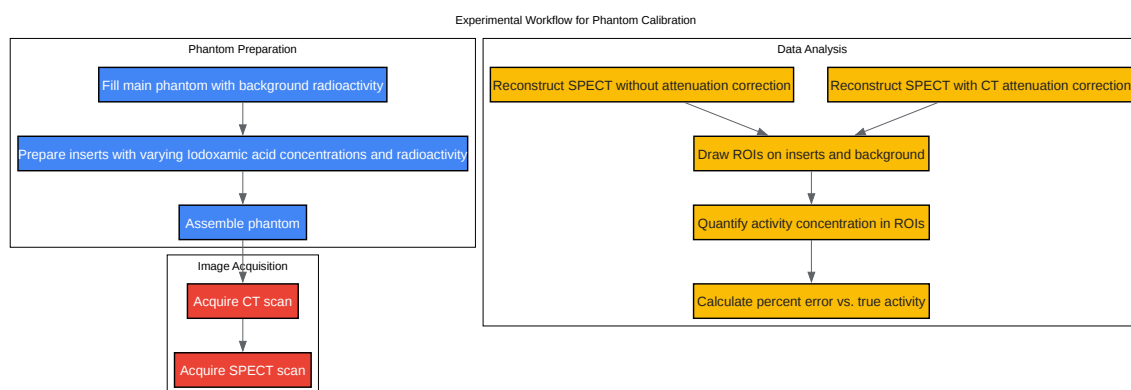 Experimental Workflow for Phantom Calibration
Phantom Preparation
Fill main phantom with background radioactivity
Prepare inserts with varying Iodoxamic acid concentrations and radioactivity
Assemble phantom
Image Acquisition
Acquire CT scan
Acquire SPECT scan
Data Analysis
Reconstruct SPECT without attenuation correction
Reconstruct SPECT with CT attenuation correction
Draw ROIs on inserts and background
Quantify activity concentration in ROIs
Calculate percent error vs. true activity